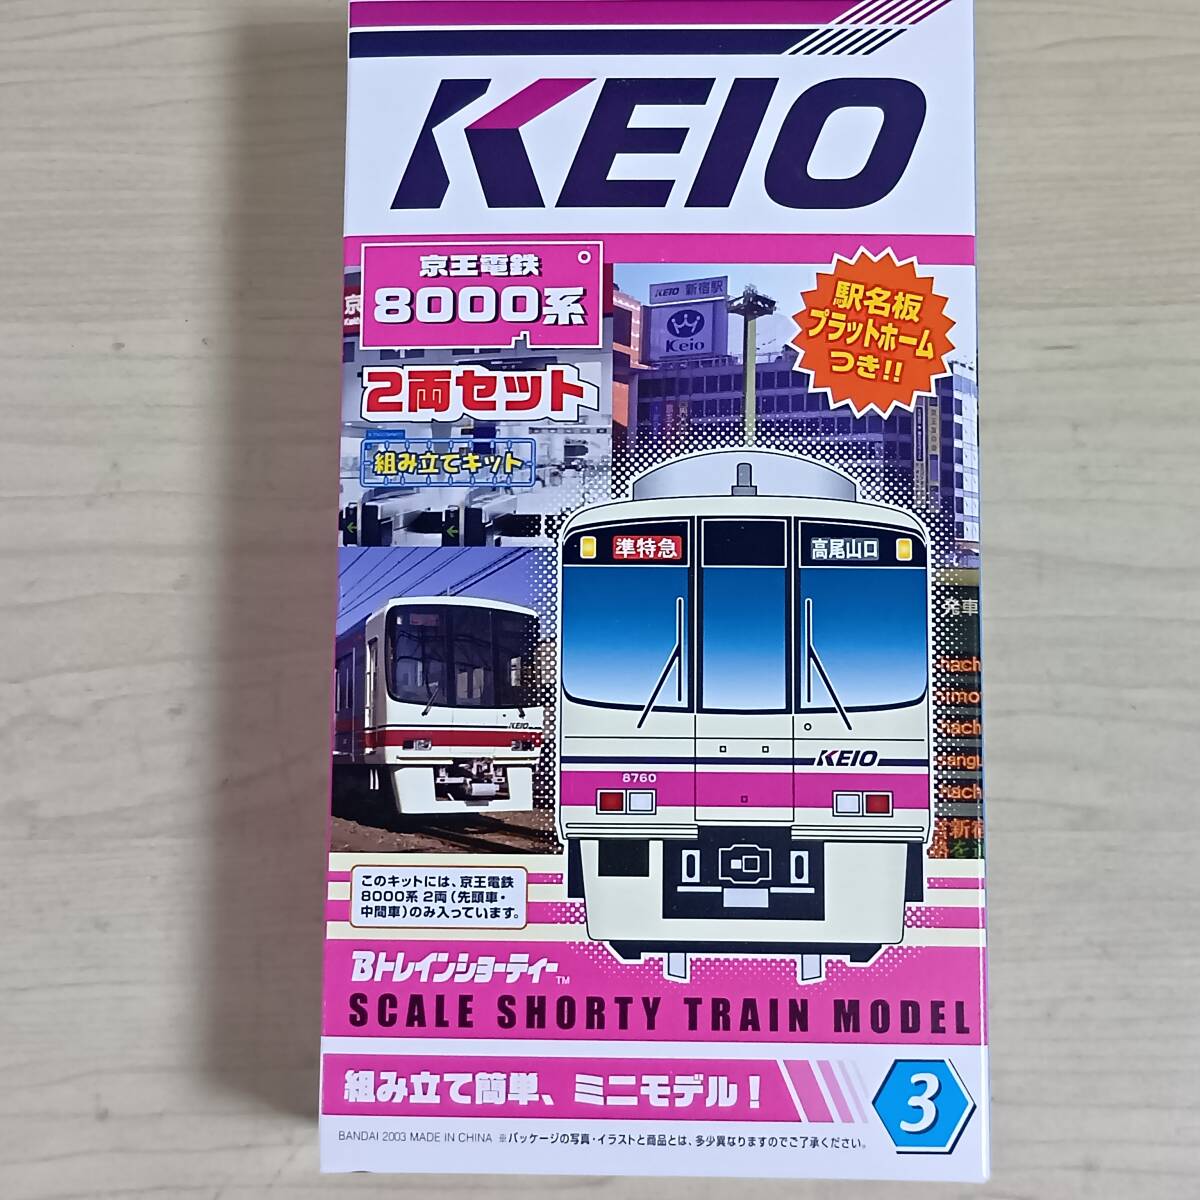 KEIO
京王電鉄
8000系
2両セット
組み立てキット
駅名板
プラットホーム
つき!!
KEIO 新宿駅
Keio
京
準特急
高尾山口
KEIO
8760
KEIO
発車
このキットには、京王電鉄
8000系 2両(先頭車・
中間車)のみ入っています。
Bトレインショーティー™
SCALE SHORTY TRAIN MODEL
組み立て簡単、ミニモデル!
3
BANDAI 2003 MADE IN CHINA ※パッケージの写真・イラストと商品とは、多少異なりますのでご了承ください。